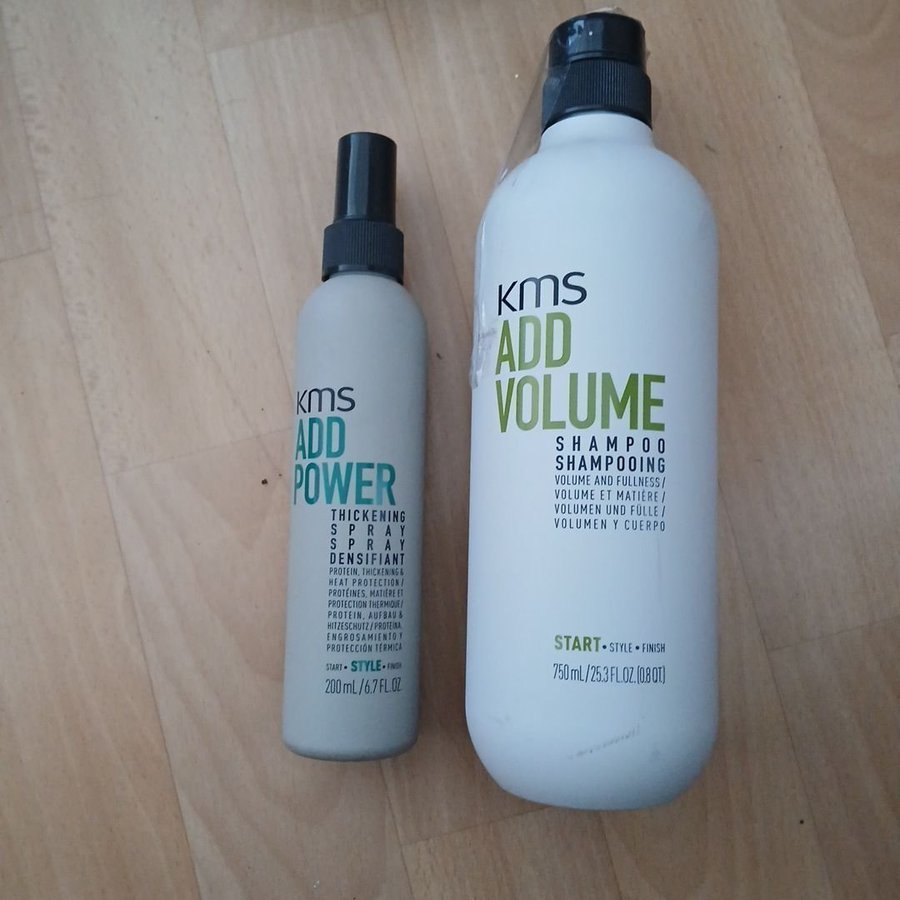 KMS
ADD
POWER
THICKENING
SPRAY
SPRAY
DENSIFIANT
PROTEIN, THICKENING &
HEAT PROTECTION /
PROTÉINES, MATIÈRE ET
PROTECTION THERMIQUE /
PROTEIN, AUFBAU &
HITZESCHUTZ / PROTEÍNA,
ENGROSAMIENTO Y
PROTECCIÓN TÉRMICA
START • STYLE • FINISH
200 mL / 6.7 FL.OZ.
KMS
ADD
VOLUME
SHAMPOO
SHAMPOOING
VOLUME AND FULLNESS /
VOLUME ET MATIÈRE /
VOLUMEN UND FÜLLE /
VOLUMEN Y CUERPO
START • STYLE • FINISH
750 mL / 25.3 FL.OZ. (0.8 QT.)